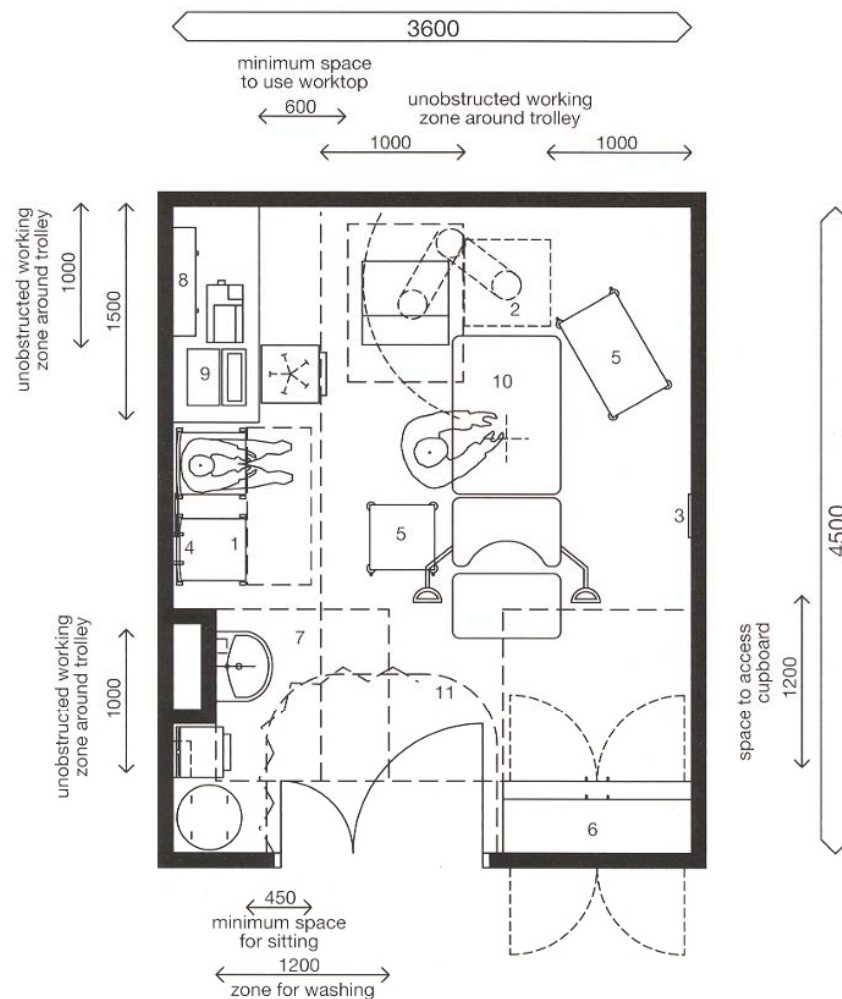 3600
minimum space
to use worktop
600
unobstructed working
zone around trolley
1000
1000
unobstructed working
zone around trolley
1000
1500
8
9
2
5
10
5
4
1
3
4500
7
11
6
unobstructed working
zone around trolley
1000
space to access
cupboard
1200
450
minimum space
for sitting
1200
zone for washing